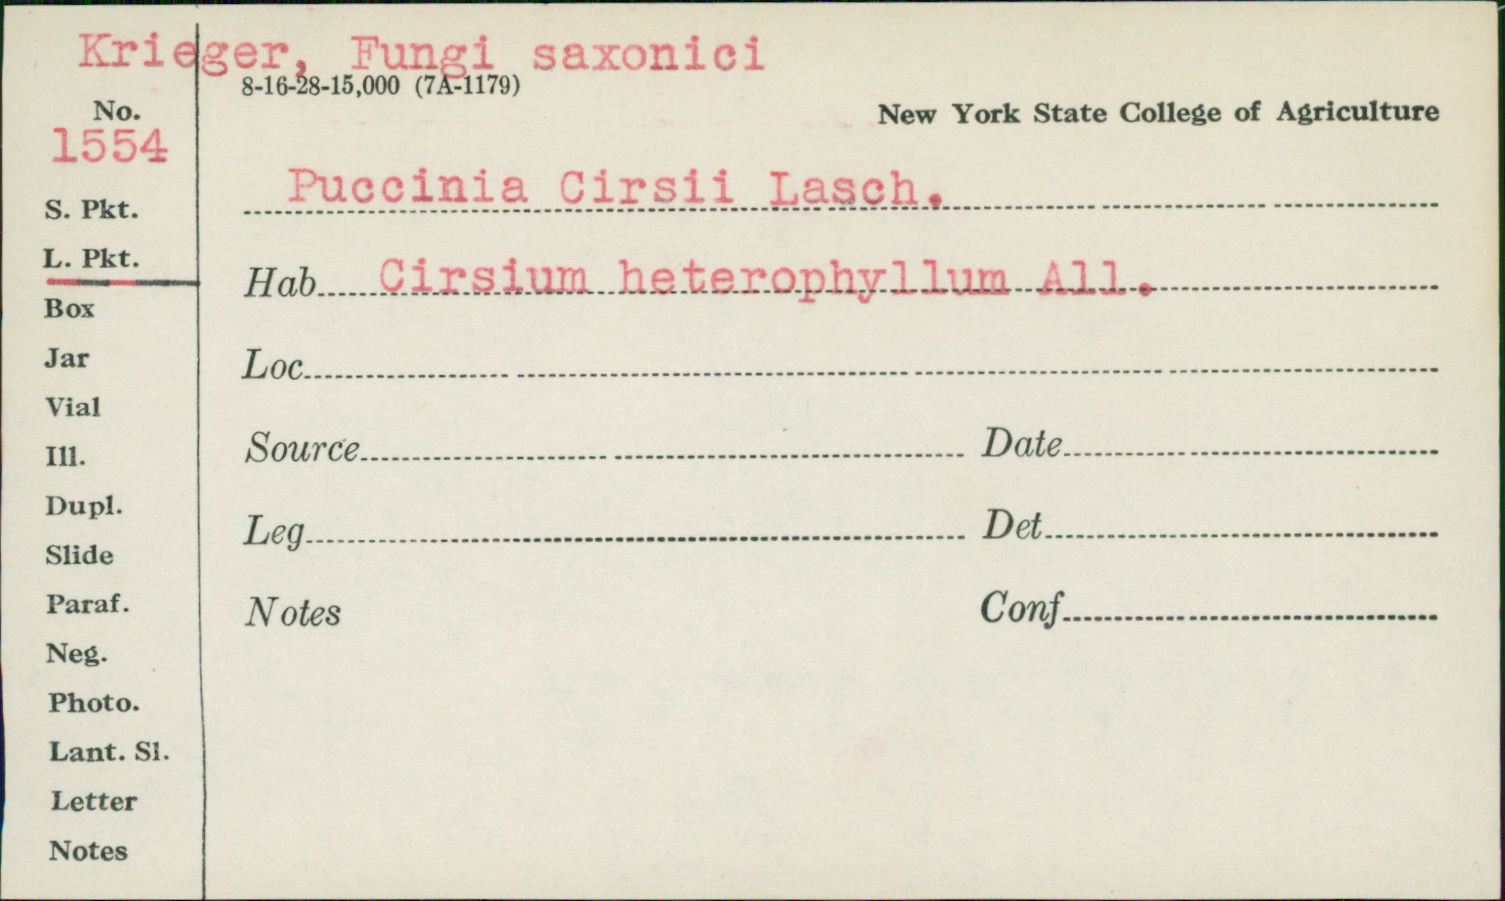 Krieger, Fungi saxonici
8-16-28-15,000 (7A-1179)
No.
1554
New York State College of Agriculture
Puccinia Cirsii Lasch.
S. Pkt.
L. Pkt.
Hab. Cirsium heterophyllum All.
Box
Jar
Loc.
Vial
Ill.
Source
Date
Dupl.
Leg.
Det.
Slide
Paraf.
Notes
Conf.
Neg.
Photo.
Lant. Sl.
Letter
Notes